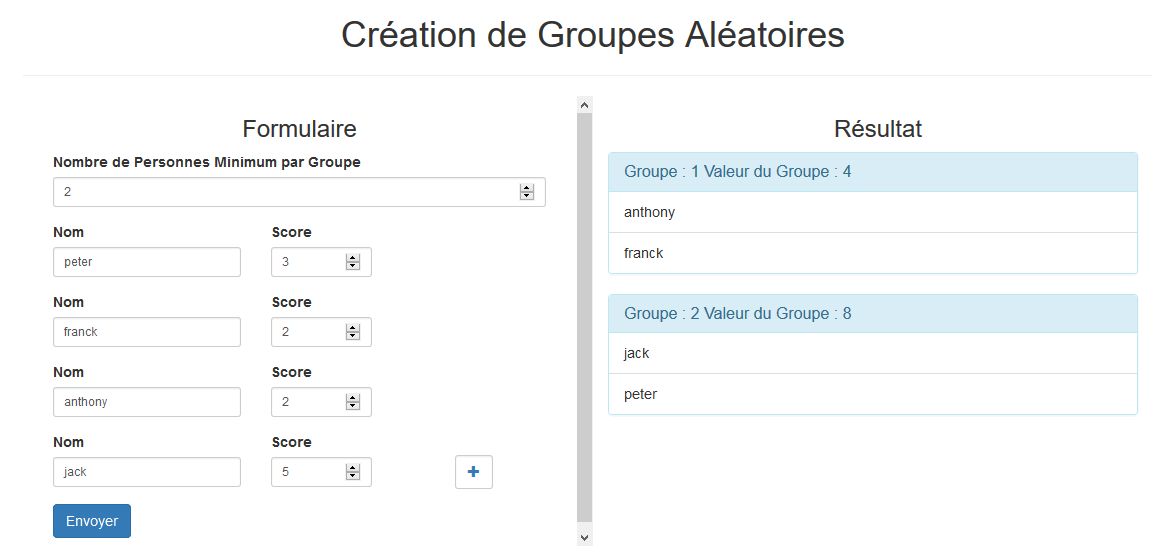 Création de Groupes Aléatoires
Formulaire
Nombre de Personnes Minimum par Groupe
2
Nom Score
peter 3
Nom Score
franck 2
Nom Score
anthony 2
Nom Score
jack 5 +
Envoyer
Résultat
Groupe : 1 Valeur du Groupe : 4
anthony
franck
Groupe : 2 Valeur du Groupe : 8
jack
peter